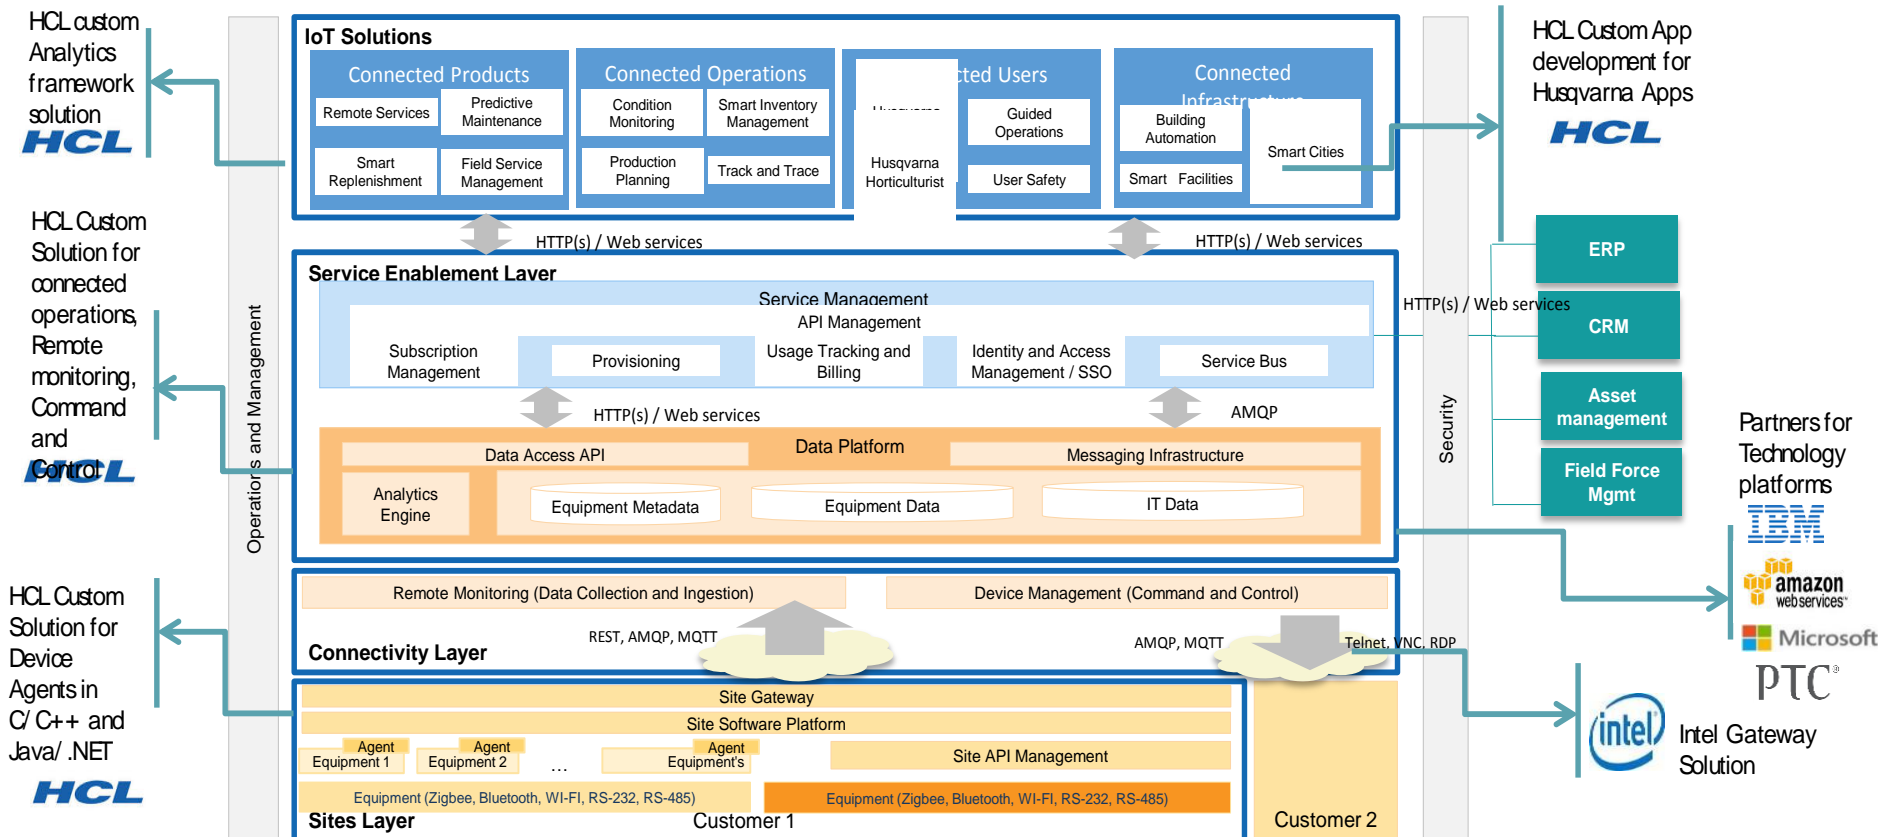 HCL custom
Analytics
framework
solution
HCL
HCL Custom
Solution for
connected
operations,
Remote
monitoring,
Command
and
Control
HCL
HCL Custom
Solution for
Device
Agents in
C/ C++ and
Java/ .NET
HCL
Operations and Management
IoT Solutions
Connected Products
Remote Services
Predictive
Maintenance
Smart
Replenishment
Field Service
Management
Connected Operations
Condition
Monitoring
Smart Inventory
Management
Production
Planning
Track and Trace
cted Users
Husqvarna
Horticulturist
Guided
Operations
User Safety
Connected
Infrastructure
Building
Automation
Smart Facilities
Smart Cities
HTTP(s) / Web services
HTTP(s) / Web services
Service Enablement Layer
Service Management
API Management
Subscription
Management
Provisioning
Usage Tracking and
Billing
Identity and Access
Management / SSO
Service Bus
HTTP(s) / Web services
AMQP
Data Platform
Data Access API
Messaging Infrastructure
Analytics
Engine
Equipment Metadata
Equipment Data
IT Data
Remote Monitoring (Data Collection and Ingestion)
Device Management (Command and Control)
REST, AMQP, MQTT
AMQP, MQTT
Telnet, VNC, RDP
Connectivity Layer
Site Gateway
Site Software Platform
Agent
Equipment 1
Agent
Equipment 2
...
Agent
Equipment's
Site API Management
Equipment (Zigbee, Bluetooth, WI-FI, RS-232, RS-485)
Equipment (Zigbee, Bluetooth, WI-FI, RS-232, RS-485)
Sites Layer
Customer 1
Customer 2
Security
HTTP(s) / Web services
HCL Custom App
development for
Husqvarna Apps
HCL
ERP
CRM
Asset
management
Field Force
Mgmt
Partners for
Technology
platforms
IBM
amazon
web services™
Microsoft
PTC®
intel
Intel Gateway
Solution